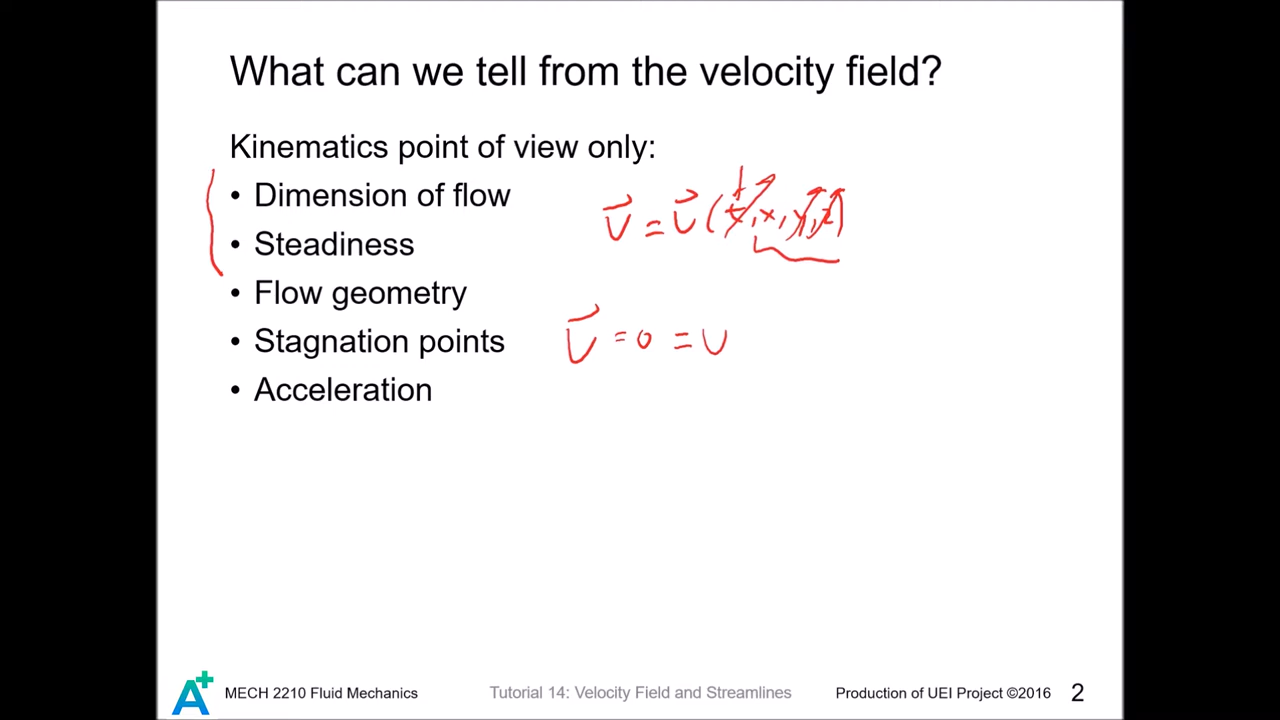 What can we tell from the velocity field?
Kinematics point of view only:
• Dimension of flow
• Steadiness
V = V (t, x, y, z)
• Flow geometry
• Stagnation points
V = 0 = U
• Acceleration
A+
MECH 2210 Fluid Mechanics
Tutorial 14: Velocity Field and Streamlines
Production of UEI Project ©2016
2